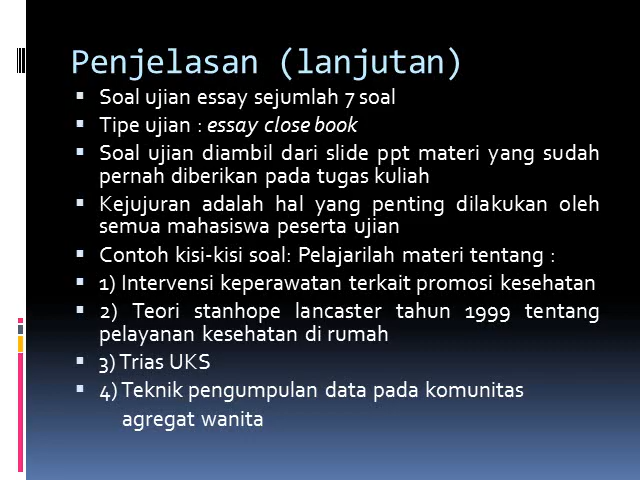 Penjelasan (lanjutan)
Soal ujian essay sejumlah 7 soal
Tipe ujian : essay close book
Soal ujian diambil dari slide ppt materi yang sudah
pernah diberikan pada tugas kuliah
Kejujuran adalah hal yang penting dilakukan oleh
semua mahasiswa peserta ujian
Contoh kisi-kisi soal: Pelajarilah materi tentang :
1) Intervensi keperawatan terkait promosi kesehatan
2) Teori stanhope lancaster tahun 1999 tentang
pelayanan kesehatan di rumah
3) Trias UKS
4) Teknik pengumpulan data pada komunitas
agregat wanita